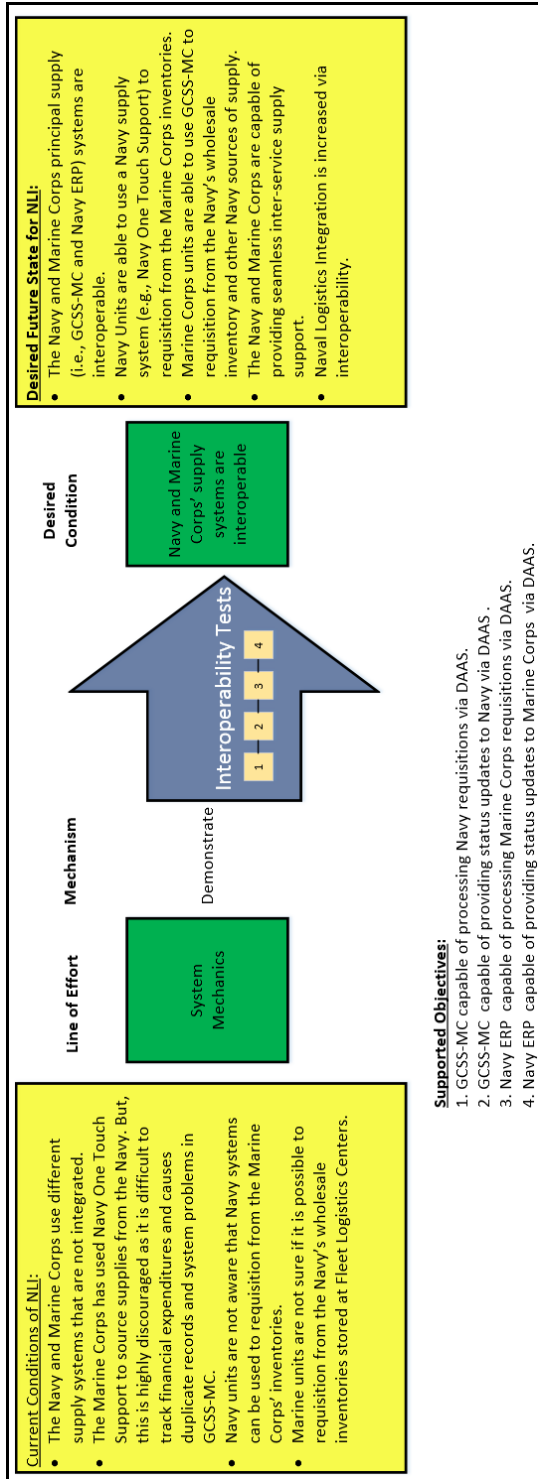 Current Conditions of NLI:
• The Navy and Marine Corps use different
supply systems that are not integrated.
• The Marine Corps has used Navy One Touch
Support to source supplies from the Navy. But,
this is highly discouraged as it is difficult to
track financial expenditures and causes
duplicate records and system problems in
GCSS-MC.
• Navy units are not aware that Navy systems
can be used to requisition from the Marine
Corps' inventories.
• Marine units are not sure if it is possible to
requisition from the Navy's wholesale
inventories stored at Fleet Logistics Centers.
Line of Effort
System
Mechanics
Mechanism
Demonstrate
Interoperability Tests
1 2 3 4
Desired
Condition
Navy and Marine
Corps' supply
systems are
interoperable
Desired Future State for NLI:
• The Navy and Marine Corps principal supply
(i.e., GCSS-MC and Navy ERP) systems are
interoperable.
• Navy Units are able to use a Navy supply
system (e.g., Navy One Touch Support) to
requisition from the Marine Corps inventories.
• Marine Corps units are able to use GCSS-MC to
requisition from the Navy's wholesale
inventory and other Navy sources of supply.
• The Navy and Marine Corps are capable of
providing seamless inter-service supply
support.
• Naval Logistics Integration is increased via
interoperability.
Supported Objectives:
1. GCSS-MC capable of processing Navy requisitions via DAAS.
2. GCSS-MC capable of providing status updates to Navy via DAAS .
3. Navy ERP capable of processing Marine Corps requisitions via DAAS.
4. Navy ERP capable of providing status updates to Marine Corps via DAAS.